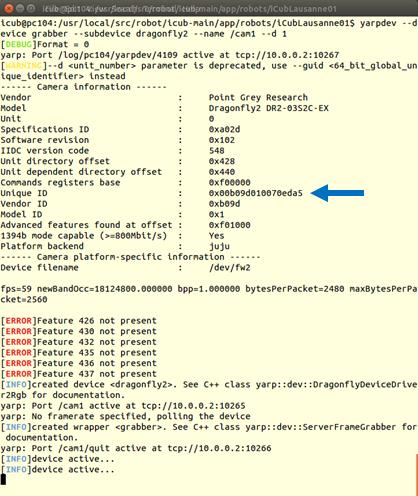 icub@pc104: /usr/local/src/robot/icub-main/app/robots/iCubLausanne01
icub@pc104:/usr/local/src/robot/icub-main/app/robots/iCubLausanne01$ yarpdev --d
evice grabber --subdevice dragonfly2 --name /cam1 --d 1
[DEBUG]Format = 0
yarp: Port /log/pc104/yarpdev/4109 active at tcp://10.0.0.2:10267
[WARNING]--d <unit_number> parameter is deprecated, use --guid <64_bit_global_un
ique_identifier> instead
------ Camera information ------
Vendor : Point Grey Research
Model : Dragonfly2 DR2-03S2C-EX
Unit : 0
Specifications ID : 0xa02d
Software revision : 0x102
IIDC version code : 548
Unit directory offset : 0x428
Unit dependent directory offset : 0x440
Commands registers base : 0xf00000
Unique ID : 0x00b09d010070eda5
Vendor ID : 0xb09d
Model ID : 0x1
Advanced features found at offset : 0xf01000
1394b mode capable (>=800Mbit/s) : Yes
Platform backend : juju
------ Camera platform-specific information ------
Device filename : /dev/fw2
fps=59 newBandOcc=18124800.000000 bpp=1.000000 bytesPerPacket=2480 maxBytesPerPa
cket=2560
[ERROR]Feature 426 not present
[ERROR]Feature 430 not present
[ERROR]Feature 432 not present
[ERROR]Feature 435 not present
[ERROR]Feature 436 not present
[ERROR]Feature 437 not present
[INFO]created device <dragonfly2>. See C++ class yarp::dev::DragonflyDeviceDrive
r2Rgb for documentation.
yarp: Port /cam1 active at tcp://10.0.0.2:10265
yarp: No framerate specified, polling the device
[INFO]created wrapper <grabber>. See C++ class yarp::dev::ServerFrameGrabber for
documentation.
yarp: Port /cam1/quit active at tcp://10.0.0.2:10266
[INFO]device active...
[INFO]device active...